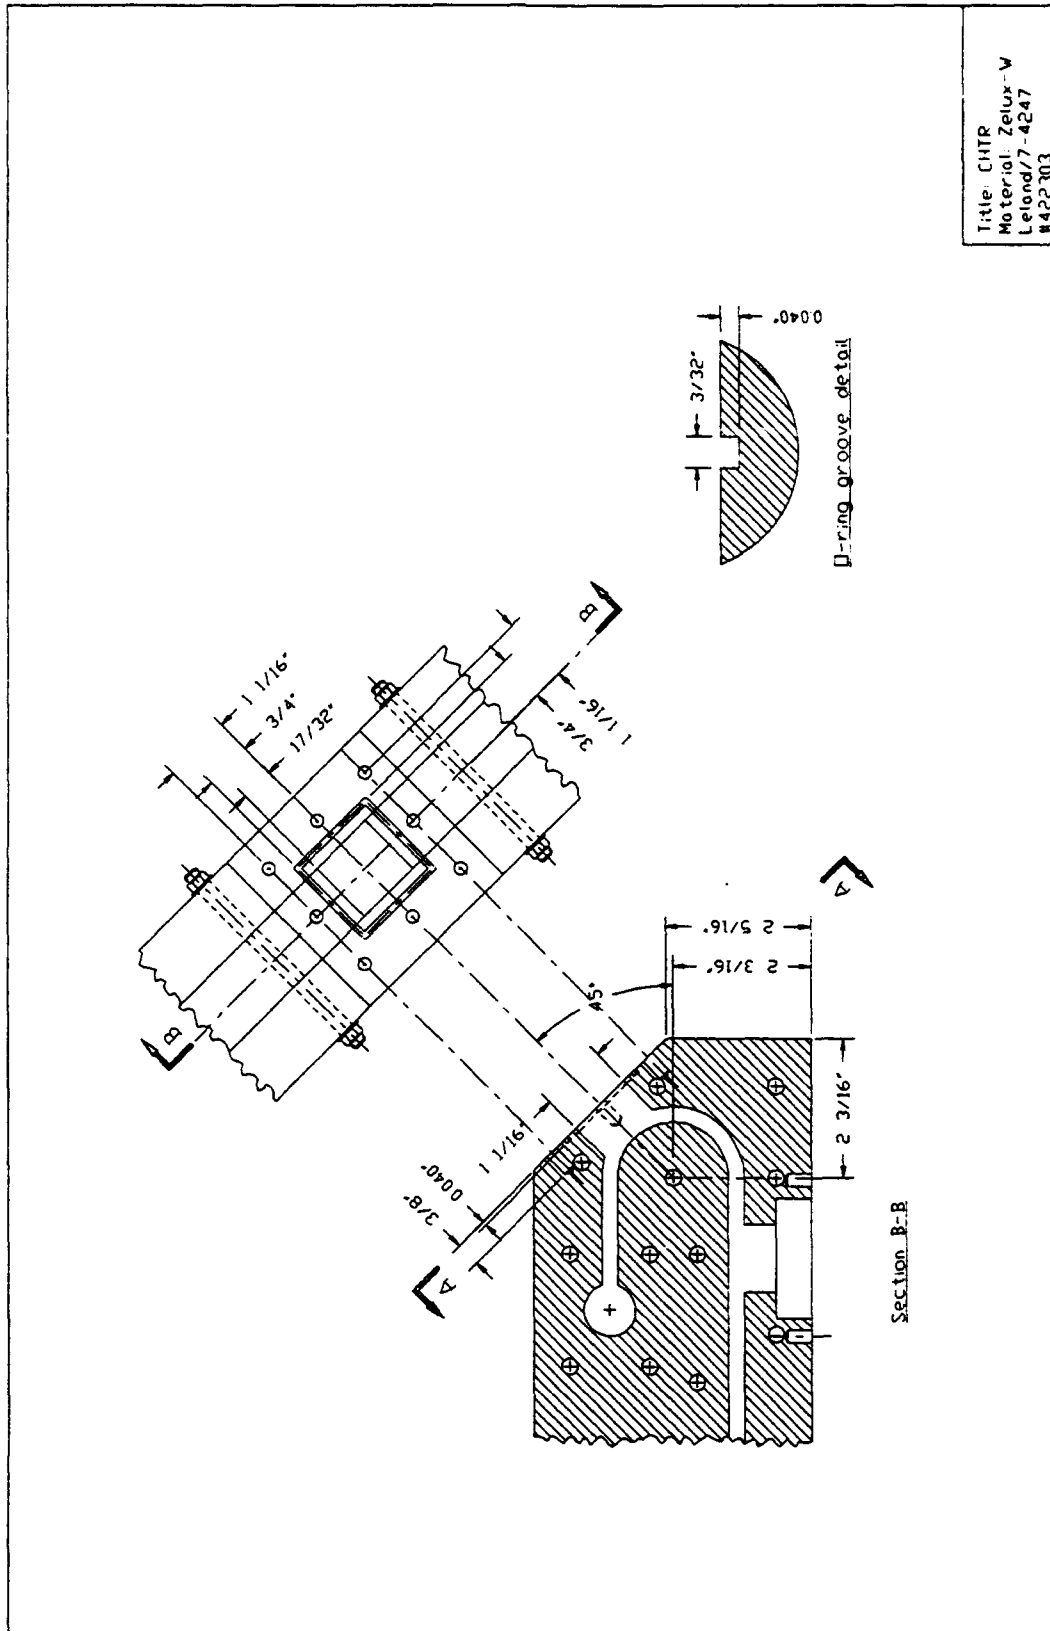 Title: CHTR
Material: Zelux-W
Leland/7-4247
#422303
1 1/16"
3/4"
17/32"
B
B
3/4"
1 1/16"
3/32"
0.040"
O-ring groove detail
45°
1 1/16"
0.040"
3/8"
A
A
2 3/16"
2 5/16"
2 3/16"
Section B-B